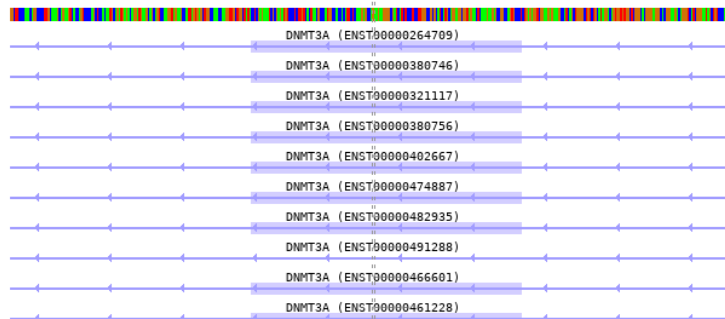 DNMT3A (ENST00000264709)
DNMT3A (ENST00000380746)
DNMT3A (ENST00000321117)
DNMT3A (ENST00000380756)
DNMT3A (ENST00000402667)
DNMT3A (ENST00000474887)
DNMT3A (ENST00000482935)
DNMT3A (ENST00000491288)
DNMT3A (ENST00000466601)
DNMT3A (ENST00000461228)